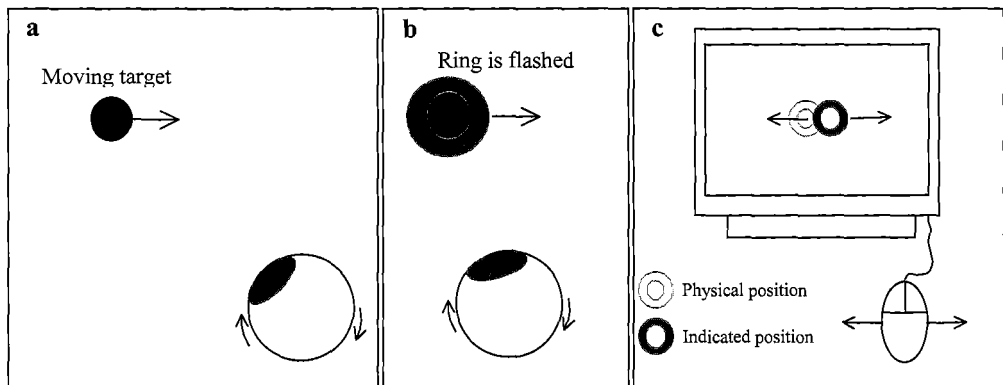 a
Moving target
b
Ring is flashed
c
Physical position
Indicated position